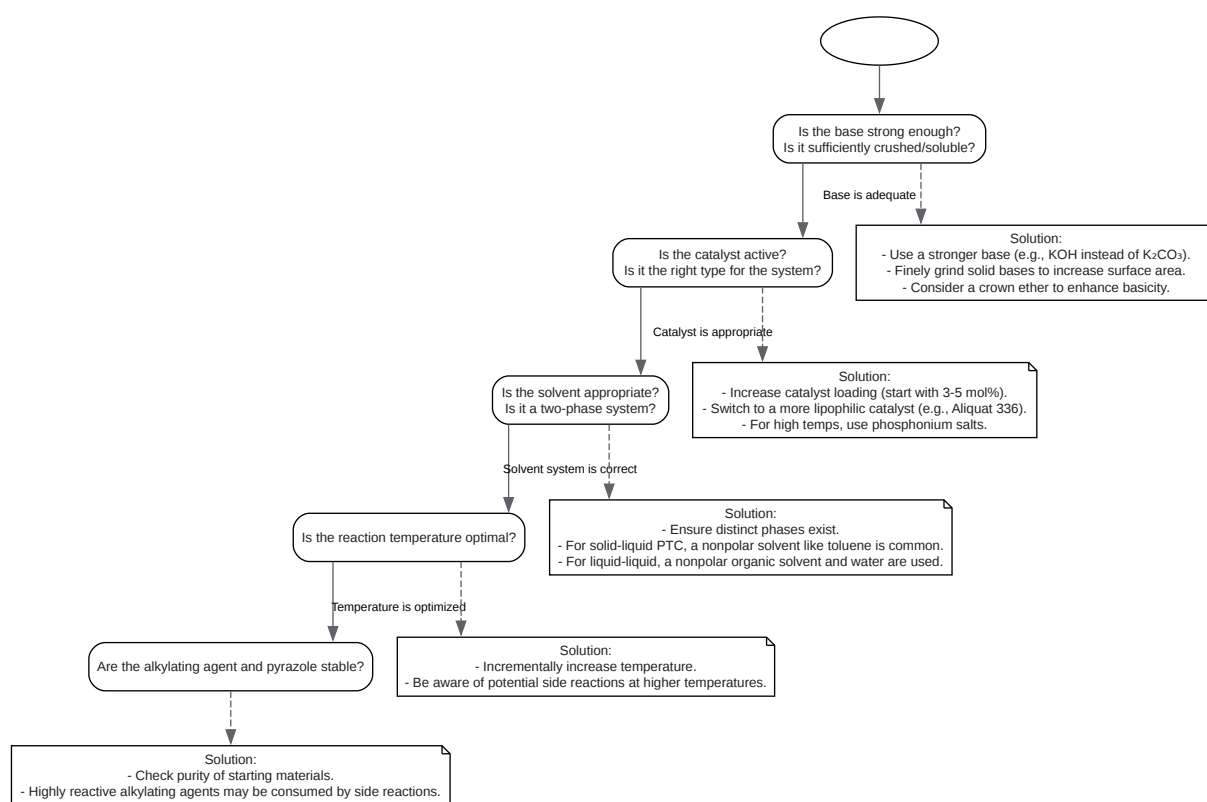 Is the base strong enough?
Is it sufficiently crushed/soluble?
Base is adequate
Solution:
- Use a stronger base (e.g., KOH instead of K₂CO₃).
- Finely grind solid bases to increase surface area.
- Consider a crown ether to enhance basicity.
Is the catalyst active?
Is it the right type for the system?
Catalyst is appropriate
Solution:
- Increase catalyst loading (start with 3-5 mol%).
- Switch to a more lipophilic catalyst (e.g., Aliquat 336).
- For high temps, use phosphonium salts.
Is the solvent appropriate?
Is it a two-phase system?
Solvent system is correct
Solution:
- Ensure distinct phases exist.
- For solid-liquid PTC, a nonpolar solvent like toluene is common.
- For liquid-liquid, a nonpolar organic solvent and water are used.
Is the reaction temperature optimal?
Temperature is optimized
Solution:
- Incrementally increase temperature.
- Be aware of potential side reactions at higher temperatures.
Are the alkylating agent and pyrazole stable?
Solution:
- Check purity of starting materials.
- Highly reactive alkylating agents may be consumed by side reactions.